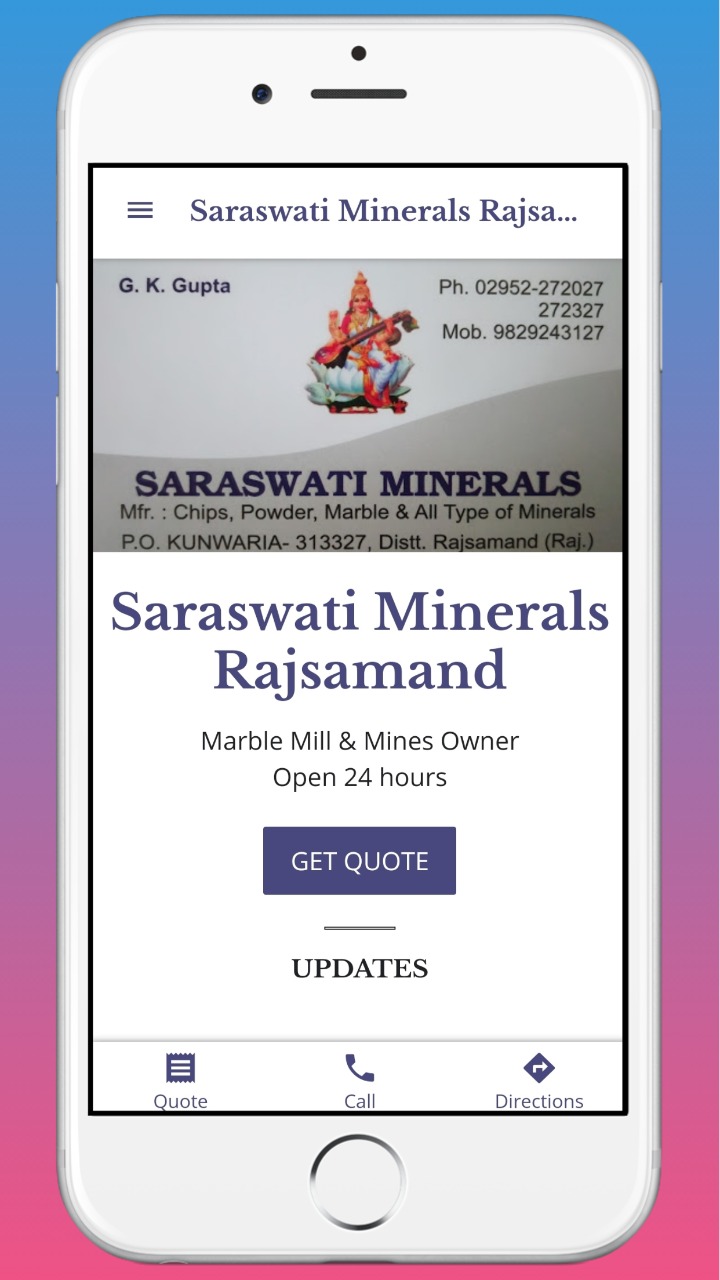 Saraswati Minerals Rajsa...
G. K. Gupta
Ph. 02952-272027
272327
Mob. 9829243127
SARASWATI MINERALS
Mfr. : Chips, Powder, Marble & All Type of Minerals
P.O. KUNWARIA- 313327, Distt. Rajsamand (Raj.)
Saraswati Minerals
Rajsamand
Marble Mill & Mines Owner
Open 24 hours
GET QUOTE
UPDATES
Quote
Call
Directions